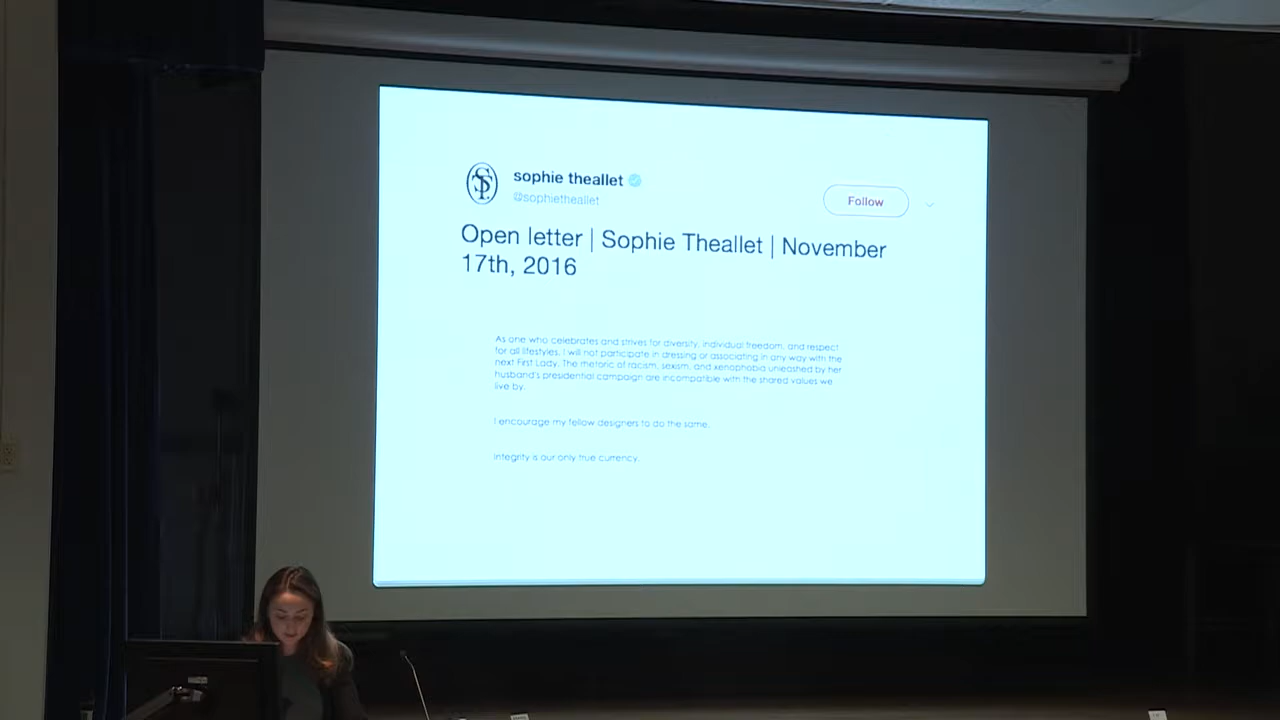 sophie theallet
@sophietheallet
Follow
Open letter | Sophie Theallet | November
17th, 2016
As one who celebrates and strives for diversity, individual freedom, and respect
for all lifestyles, I will not participate in dressing or associating in any way with the
next First Lady. The rhetoric of racism, sexism, and xenophobia unleashed by her
husband's presidential campaign are incompatible with the shared values we
live by.
I encourage my fellow designers to do the same.
Integrity is our only true currency.